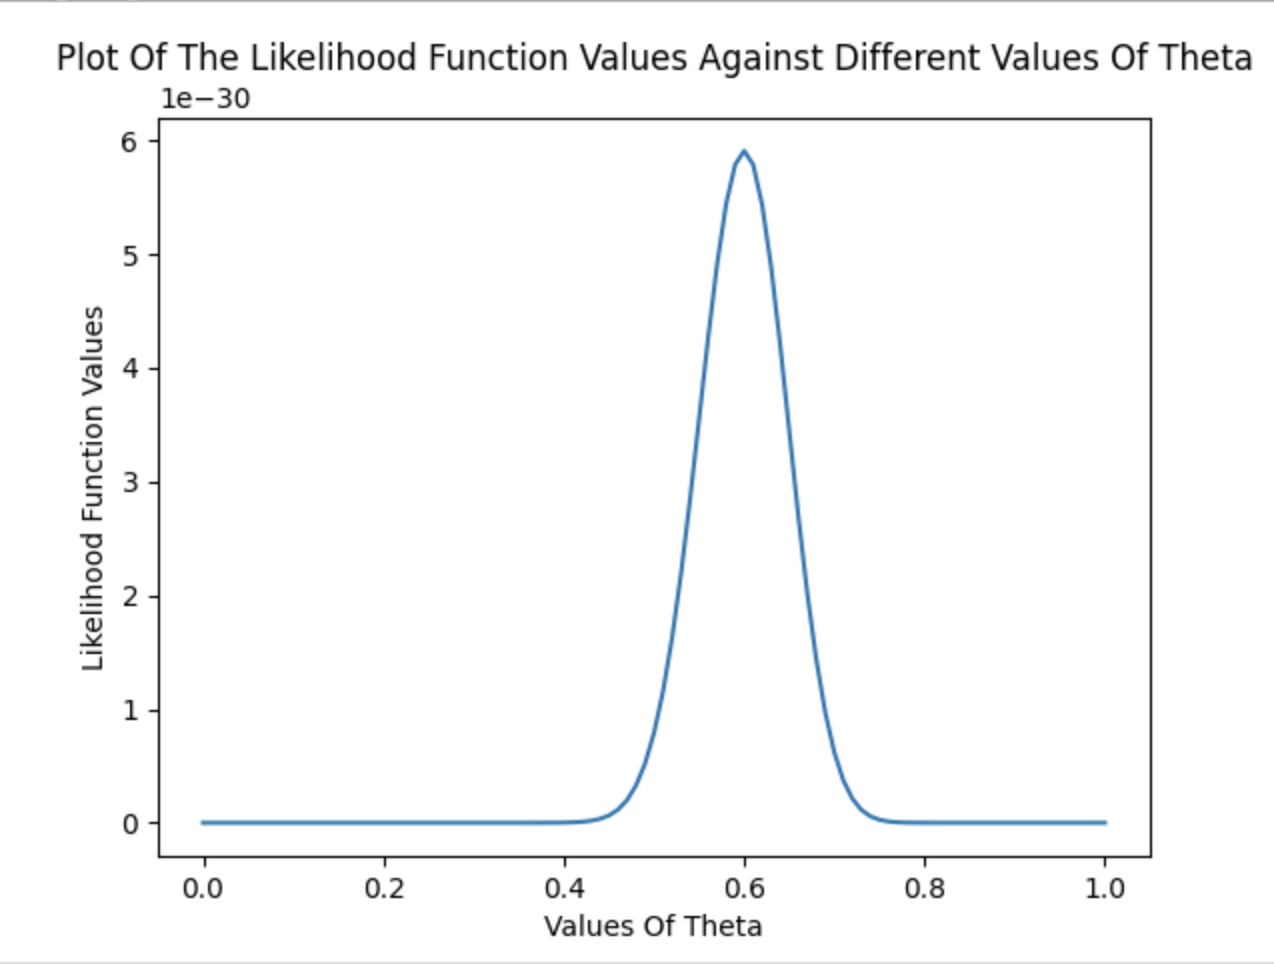 Plot Of The Likelihood Function Values Against Different Values Of Theta
1e−30
6
5
4
3
2
1
0
Likelihood Function Values
0.0 0.2 0.4 0.6 0.8 1.0
Values Of Theta